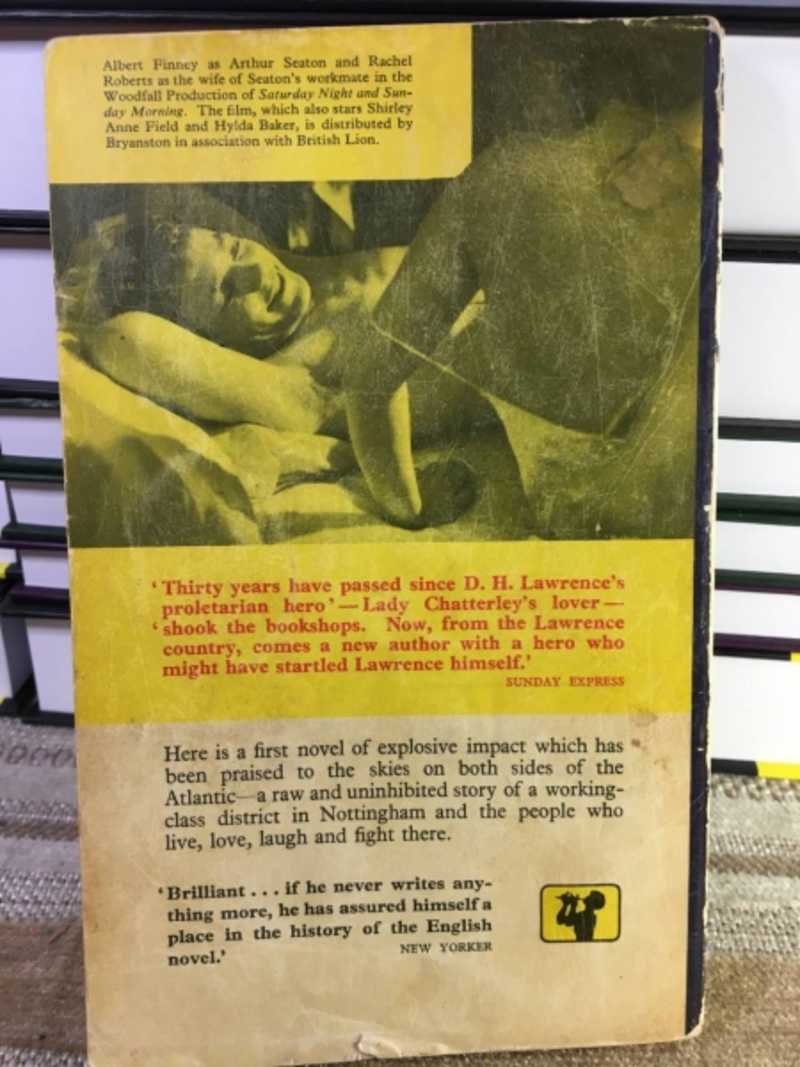 Albert Finney as Arthur Seaton and Rachel
Roberts as the wife of Seaton's workmate in the
Woodfall Production of Saturday Night and Sun-
day Morning. The film, which also stars Shirley
Anne Field and Hylda Baker, is distributed by
Bryanston in association with British Lion.
'Thirty years have passed since D. H. Lawrence's
proletarian hero'—Lady Chatterley's lover—
'shook the bookshops. Now, from the Lawrence
country, comes a new author with a hero who
might have startled Lawrence himself.'
SUNDAY EXPRESS
Here is a first novel of explosive impact which has
been praised to the skies on both sides of the
Atlantic—a raw and uninhibited story of a working-
class district in Nottingham and the people who
live, love, laugh and fight there.
'Brilliant . . . if he never writes any-
thing more, he has assured himself a
place in the history of the English
novel.' NEW YORKER